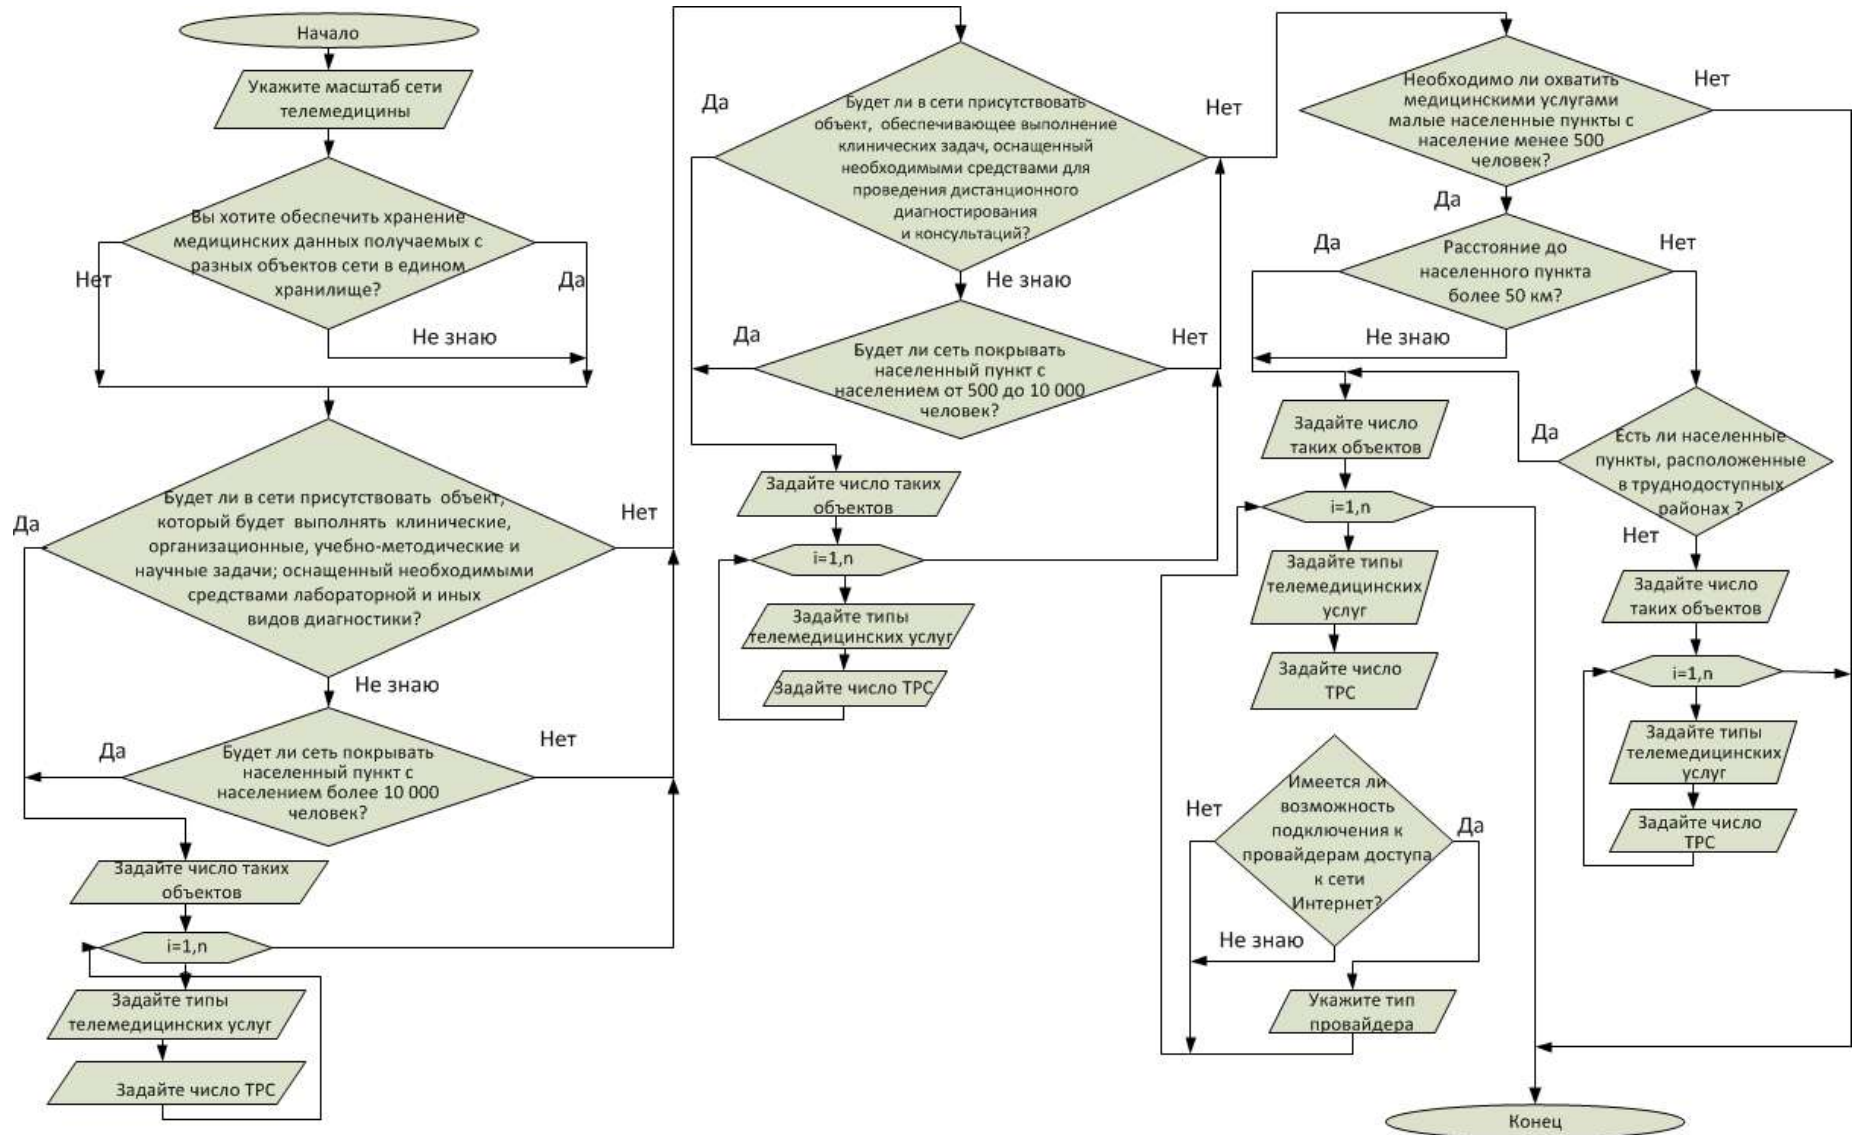 Начало
Укажите масштаб сети
телемедицины
Вы хотите обеспечить хранение
медицинских данных получаемых с
разных объектов сети в едином
хранилище?
Нет
Да
Не знаю
Будет ли в сети присутствовать объект,
который будет выполнять клинические,
организационные, учебно-методические и
научные задачи; оснащенный необходимыми
средствами лабораторной и иных
видов диагностики?
Да
Нет
Не знаю
Будет ли сеть покрывать
населенный пункт с
населением более 10 000
человек?
Да
Нет
Задайте число таких
объектов
i=1,n
Задайте типы
телемедицинских услуг
Задайте число ТРС
Да
Будет ли в сети присутствовать
объект, обеспечивающее выполнение
клинических задач, оснащенный
необходимыми средствами для
проведения дистанционного
диагностирования
и консультаций?
Нет
Не знаю
Да
Будет ли сеть покрывать
населенный пункт с
населением от 500 до 10 000
человек?
Нет
Задайте число таких
объектов
i=1,n
Задайте типы
телемедицинских услуг
Задайте число ТРС
Необходимо ли охватить
медицинскими услугами
малые населенные пункты с
население менее 500
человек?
Нет
Да
Да
Расстояние до
населенного пункта
более 50 км?
Нет
Не знаю
Задайте число
таких объектов
i=1,n
Задайте типы
телемедицинских
услуг
Задайте число
ТРС
Имеется ли
возможность
подключения к
провайдерам доступа
к сети
Интернет?
Нет
Да
Не знаю
Укажите тип
провайдера
Да
Есть ли населенные
пункты, расположенные
в труднодоступных
районах ?
Нет
Задайте число
таких объектов
i=1,n
Задайте типы
телемедицинских
услуг
Задайте число
ТРС
Конец